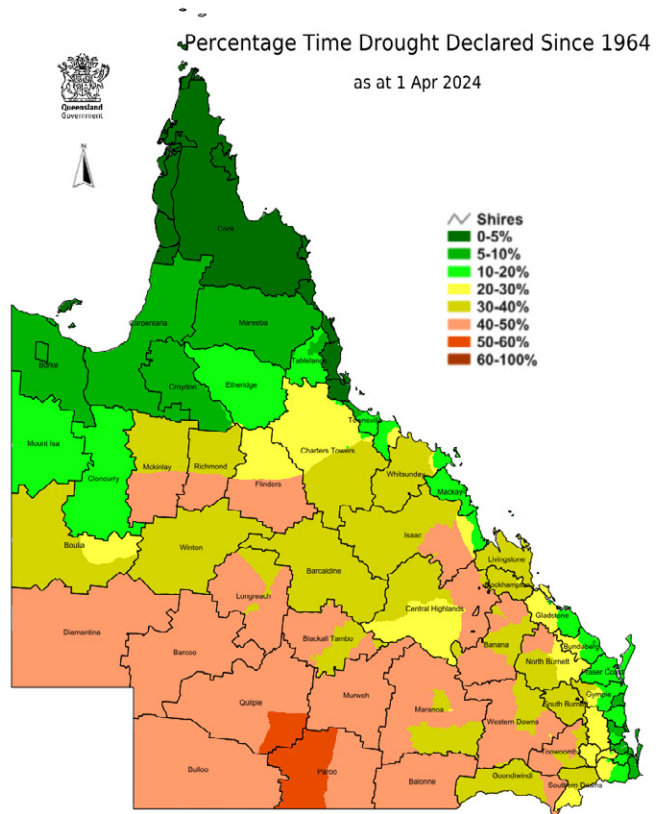 Percentage Time Drought Declared Since 1964
as at 1 Apr 2024
Queensland
Government
N
Shires
0-5%
5-10%
10-20%
20-30%
30-40%
40-50%
50-60%
60-100%
Cook
Carpentaria
Mareeba
Burke
Croydon
Etheridge
Tablelands
Townsville
Mount Isa
Cloncurry
Mckinlay
Richmond
Flinders
Charters Towers
Whitsunday
Mackay
Boulia
Winton
Isaac
Barcaldine
Livingstone
Rockhampton
Longreach
Central Highlands
Gladstone
Diamantina
Barcoo
Blackall Tambo
Banana
Bundaberg
North Burnett
Fraser Coast
Quilpie
Murweh
Maranoa
Gympie
South Burnett
Western Downs
Bulloo
Paroo
Balonne
Toowoomb
Goondiwindi
Southern Downs